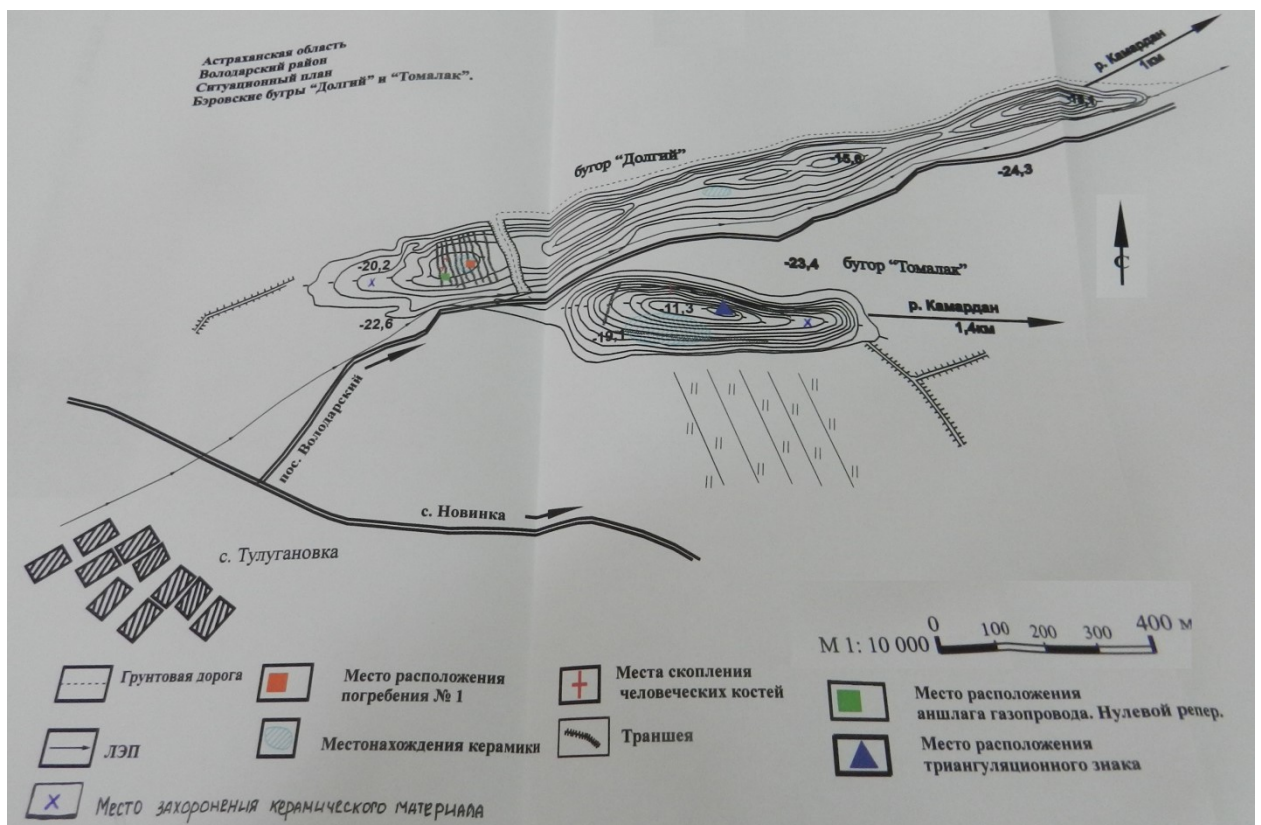 Астраханская область
Володарский район
Ситуационный план
Бэровские бугры "Долгий" и "Томалак".
р. Камардан
1км
-18,1
бугор "Долгий"
-15,6
-24,3
-20,2
-23,4
бугор "Томалак"
С
-22,6
-11,3
р. Камардан
1,4км
-19,1
пос. Володарский
с. Новинка
с. Тулугановка
М 1: 10 000
0
100
200
300
400 м
Грунтовая дорога
Место расположения
погребения № 1
Места скопления
человеческих костей
Место расположения
аншлага газопровода. Нулевой репер.
ЛЭП
Местонахождения керамики
Траншея
Место расположения
триангуляционного знака
Место захоронения керамического материала